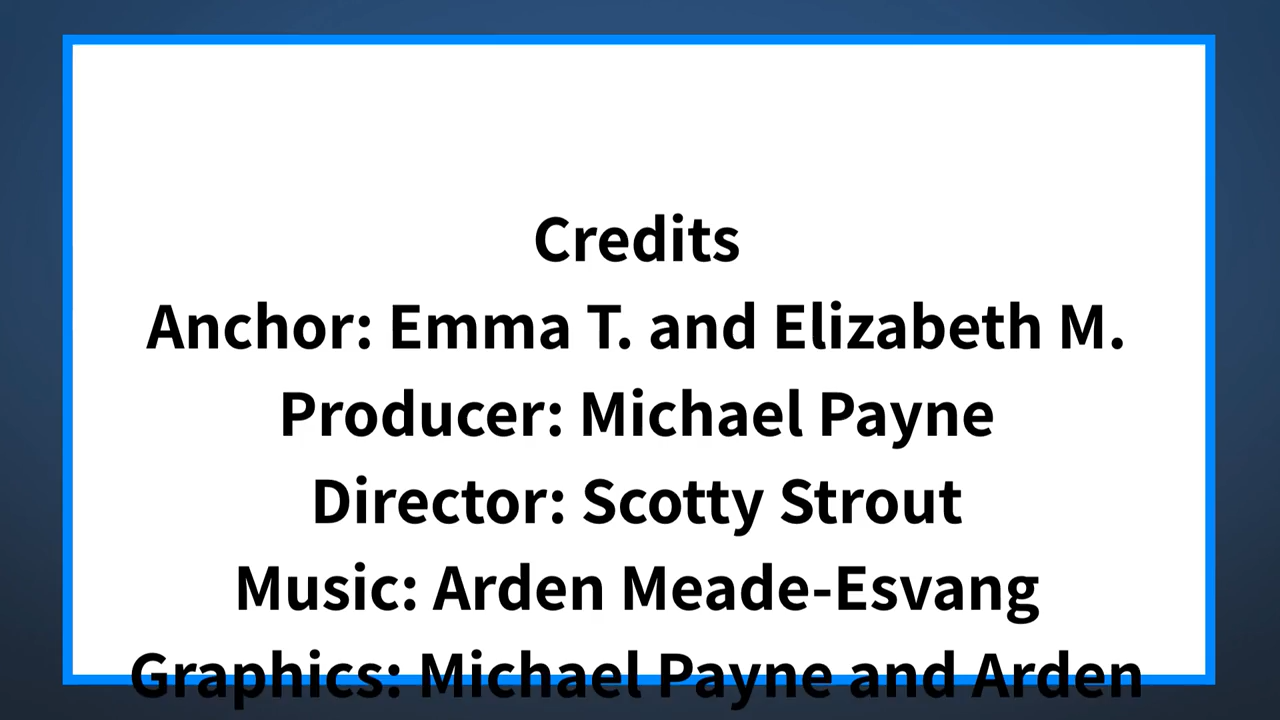 Credits
Anchor: Emma T. and Elizabeth M.
Producer: Michael Payne
Director: Scotty Strout
Music: Arden Meade-Esvang
Graphics: Michael Payne and Arden